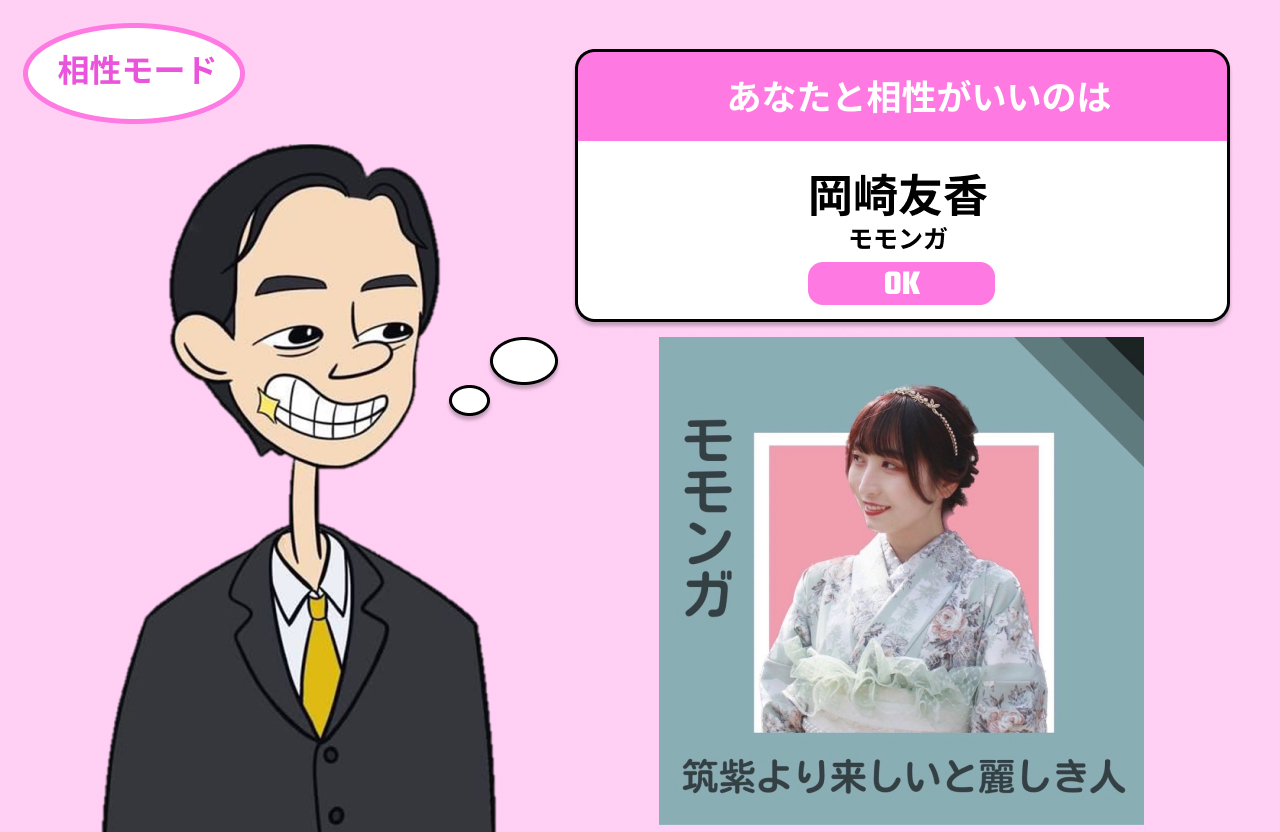 相性モード
あなたと相性がいいのは
岡崎友香
モモンガ
OK
モモンガ
筑紫より来しいと麗しき人